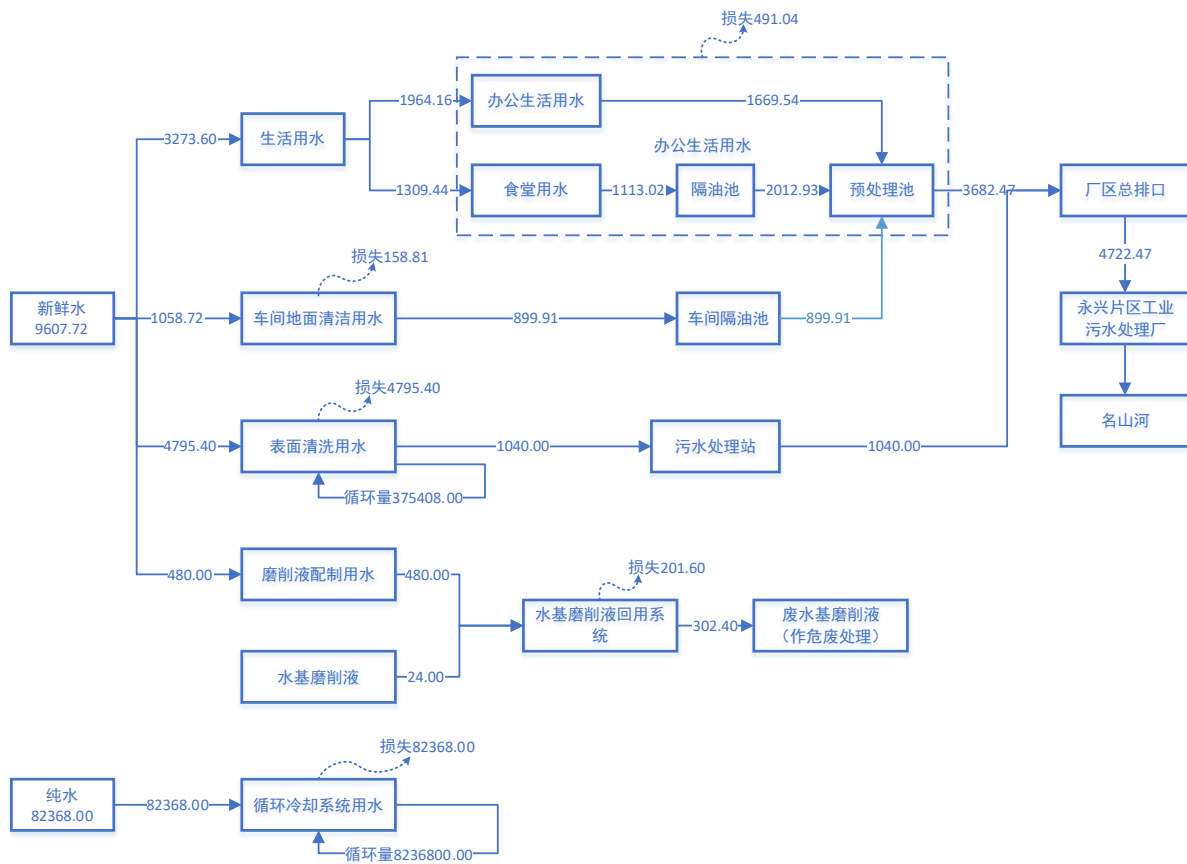 损失491.04
1964.16
办公生活用水
1669.54
3273.60
生活用水
办公生活用水
1309.44
食堂用水
1113.02
隔油池
2012.93
预处理池
3682.47
厂区总排口
4722.47
损失158.81
新鲜水
9607.72
1058.72
车间地面清洁用水
899.91
车间隔油池
899.91
永兴片区工业
污水处理厂
损失4795.40
名山河
4795.40
表面清洗用水
1040.00
污水处理站
1040.00
循环量375408.00
480.00
磨削液配制用水
480.00
损失201.60
水基磨削液回用系
统
302.40
废水基磨削液
（作危废处理）
水基磨削液
24.00
损失82368.00
纯水
82368.00
82368.00
循环冷却系统用水
循环量8236800.00